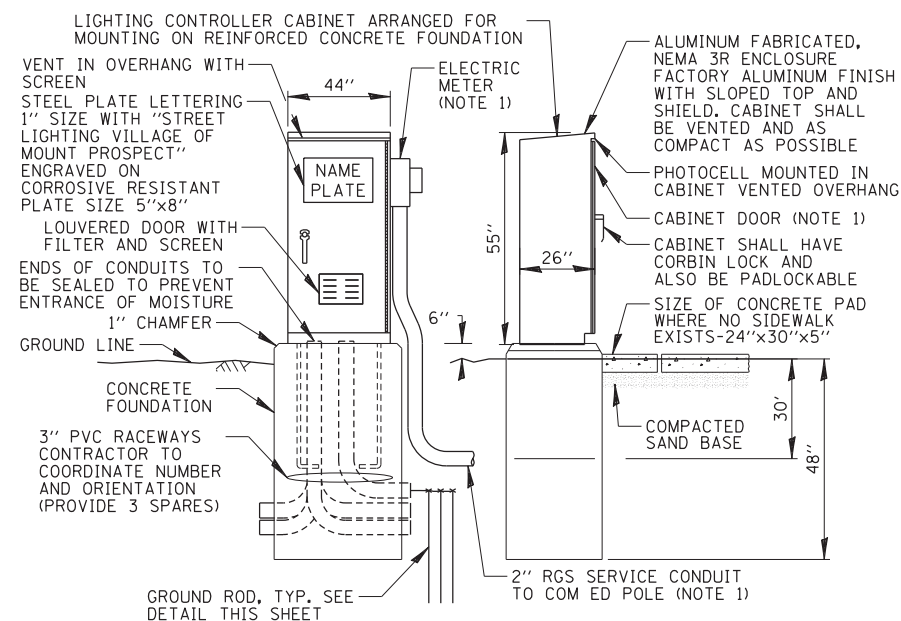 LIGHTING CONTROLLER CABINET ARRANGED FOR
MOUNTING ON REINFORCED CONCRETE FOUNDATION
VENT IN OVERHANG WITH
SCREEN
STEEL PLATE LETTERING
1" SIZE WITH "STREET
LIGHTING VILLAGE OF
MOUNT PROSPECT"
ENGRAVED ON
CORROSIVE RESISTANT
PLATE SIZE 5"x8"
LOUVERED DOOR WITH
FILTER AND SCREEN
ENDS OF CONDUITS TO
BE SEALED TO PREVENT
ENTRANCE OF MOISTURE
1" CHAMFER
GROUND LINE
CONCRETE
FOUNDATION
3" PVC RACEWAYS
CONTRACTOR TO
COORDINATE NUMBER
AND ORIENTATION
(PROVIDE 3 SPARES)
GROUND ROD, TYP. SEE
DETAIL THIS SHEET
44"
NAME
PLATE
ELECTRIC
METER
(NOTE 1)
55"
26"
6"
ALUMINUM FABRICATED,
NEMA 3R ENCLOSURE
FACTORY ALUMINUM FINISH
WITH SLOPED TOP AND
SHIELD. CABINET SHALL
BE VENTED AND AS
COMPACT AS POSSIBLE
PHOTOCELL MOUNTED IN
CABINET VENTED OVERHANG
CABINET DOOR (NOTE 1)
CABINET SHALL HAVE
CORBIN LOCK AND
ALSO BE PADLOCKABLE
SIZE OF CONCRETE PAD
WHERE NO SIDEWALK
EXISTS-24"x30"x5"
COMPACTED
SAND BASE
30'
48"
2" RGS SERVICE CONDUIT
TO COM ED POLE (NOTE 1)